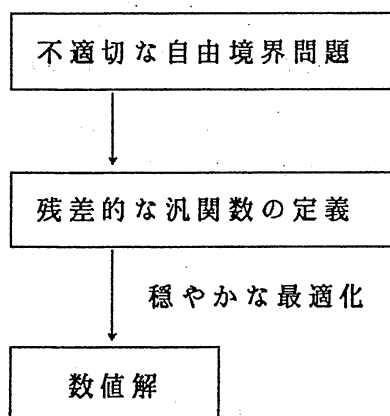 不適切な自由境界問題
残差的な汎関数の定義
穏やかな最適化
数値解